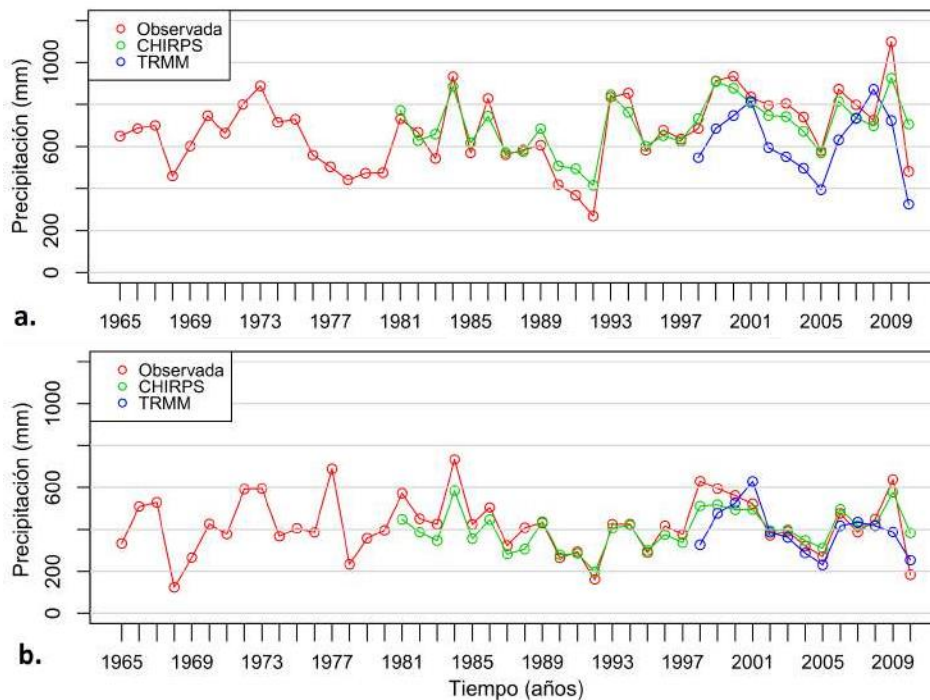 Observada
CHIRPS
TRMM
Precipitación (mm)
0 200 600 1000
a.
1965 1969 1973 1977 1981 1985 1989 1993 1997 2001 2005 2009
Observada
CHIRPS
TRMM
Precipitación (mm)
0 200 600 1000
b.
1965 1969 1973 1977 1981 1985 1989 1993 1997 2001 2005 2009
Tiempo (años)